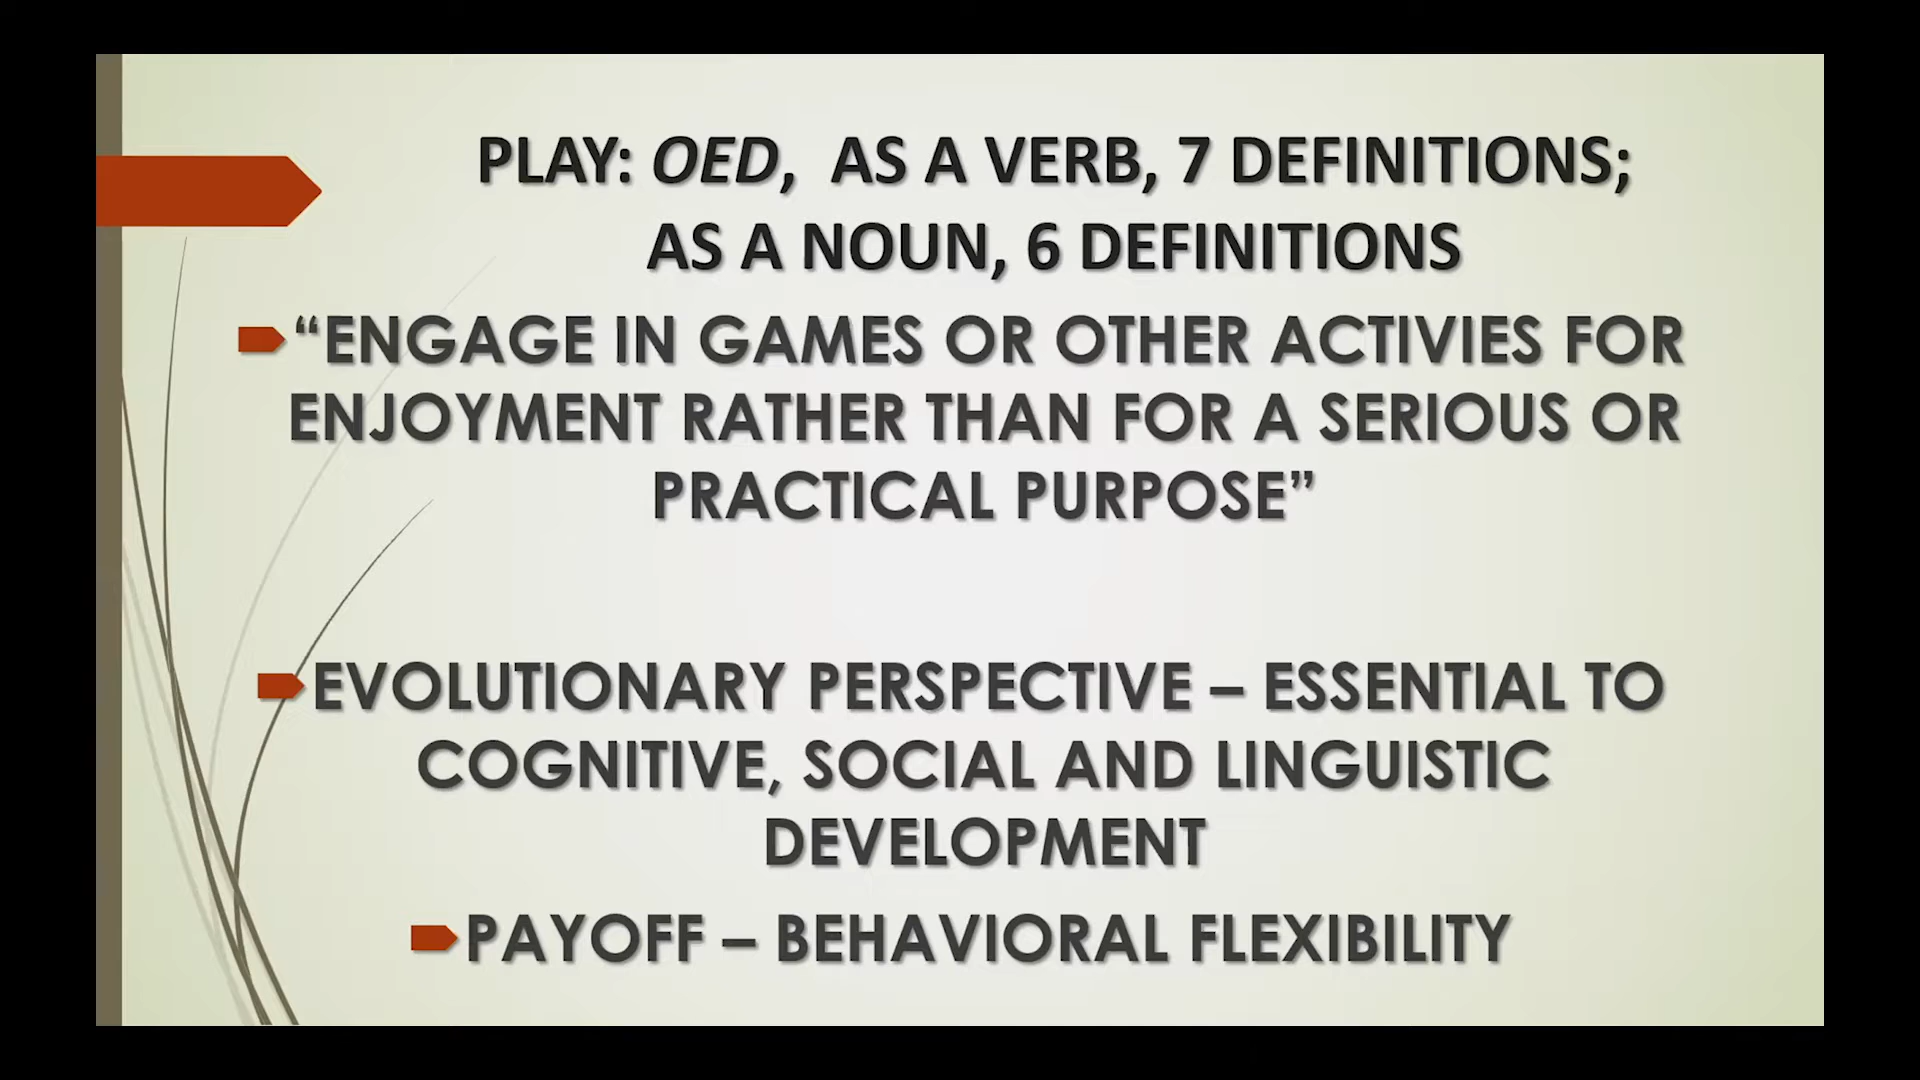 PLAY: OED, AS A VERB, 7 DEFINITIONS;
AS A NOUN, 6 DEFINITIONS
“ENGAGE IN GAMES OR OTHER ACTIVIES FOR
ENJOYMENT RATHER THAN FOR A SERIOUS OR
PRACTICAL PURPOSE”
EVOLUTIONARY PERSPECTIVE – ESSENTIAL TO
COGNITIVE, SOCIAL AND LINGUISTIC
DEVELOPMENT
PAYOFF – BEHAVIORAL FLEXIBILITY